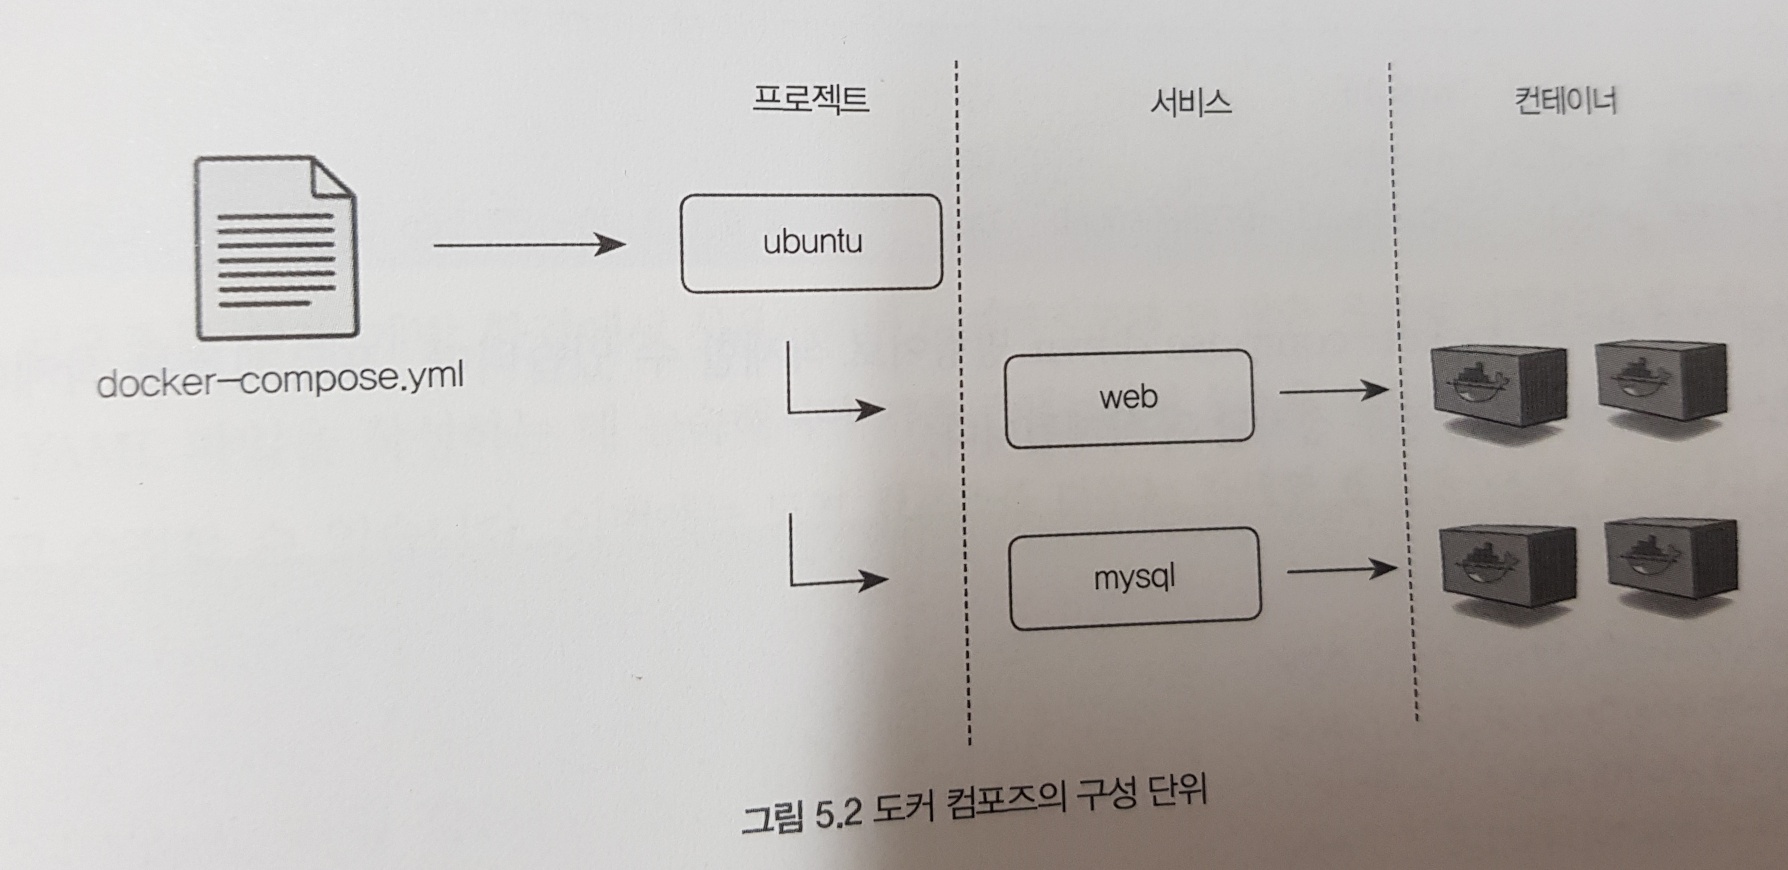 프로젝트
서비스
컨테이너
ubuntu
docker-compose.yml
web
mysql
그림 5.2 도커 컴포즈의 구성 단위